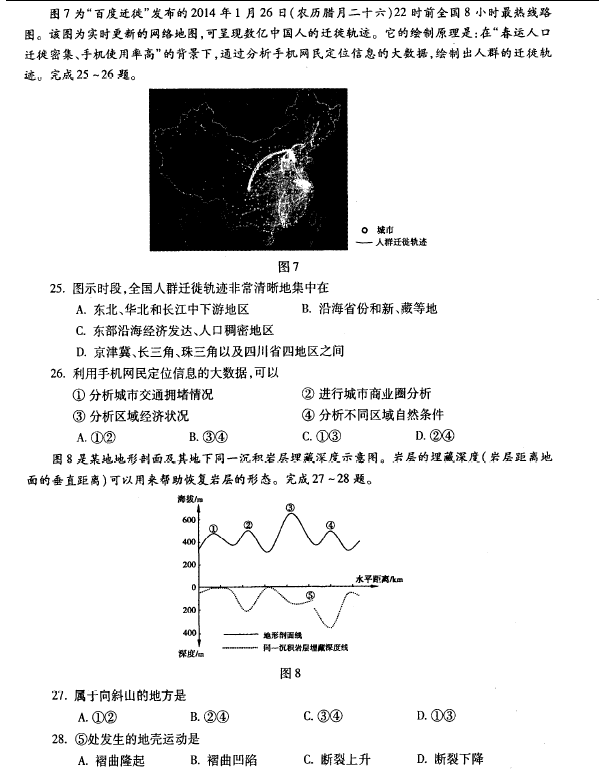 图7为“百度迁徙”发布的2014年1月26日(农历腊月二十六)22时前全国8小时最热线路
图。该图为实时更新的网络地图,可呈现数亿中国人的迁徙轨迹。它的绘制原理是:在“春运人口
迁徙密集、手机使用率高”的背景下,通过分析手机网民定位信息的大数据,绘制出人群的迁徙轨
迹。完成25~26题。
城市
人群迁徙轨迹
图7
25. 图示时段,全国人群迁徙轨迹非常清晰地集中在
A. 东北、华北和长江中下游地区 B. 沿海省份和新、藏等地
C. 东部沿海经济发达、人口稠密地区
D. 京津冀、长三角、珠三角以及四川省四地区之间
26. 利用手机网民定位信息的大数据,可以
①分析城市交通拥堵情况 ②进行城市商业圈分析
③分析区域经济状况 ④分析不同区域自然条件
A. ①② B. ③④ C. ①③ D. ②④
图8是某地地形剖面及其地下同一沉积岩层埋藏深度示意图。岩层的埋藏深度(岩层距离地
面的垂直距离)可以用来帮助恢复岩层的形态。完成27~28题。
海拔/m
600
400
200
0
200
400
深度/m
① ② ③ ④
水平距离/km
⑤
地形剖面线
同一沉积岩层埋藏深度线
图8
27. 属于向斜山的地方是
A. ①② B. ②④ C. ③④ D. ①③
28. ⑤处发生的地壳运动是
A. 褶曲隆起 B. 褶曲凹陷 C. 断裂上升 D. 断裂下降